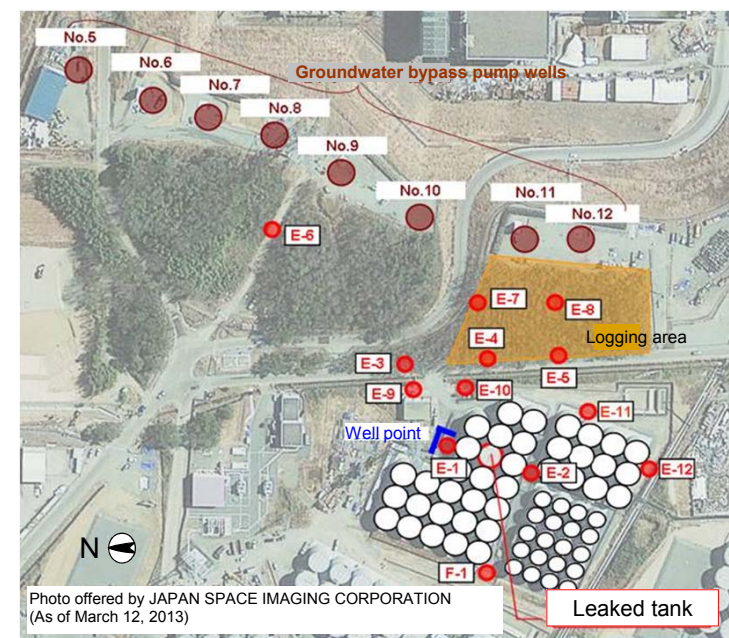 No.5
No.6
No.7
Groundwater bypass pump wells
No.8
No.9
No.10
No.11
No.12
E-6
E-7
E-8
Logging area
E-4
E-3
E-5
E-9
E-10
E-11
Well point
E-1
E-2
E-12
N
F-1
Photo offered by JAPAN SPACE IMAGING CORPORATION
(As of March 12, 2013)
Leaked tank